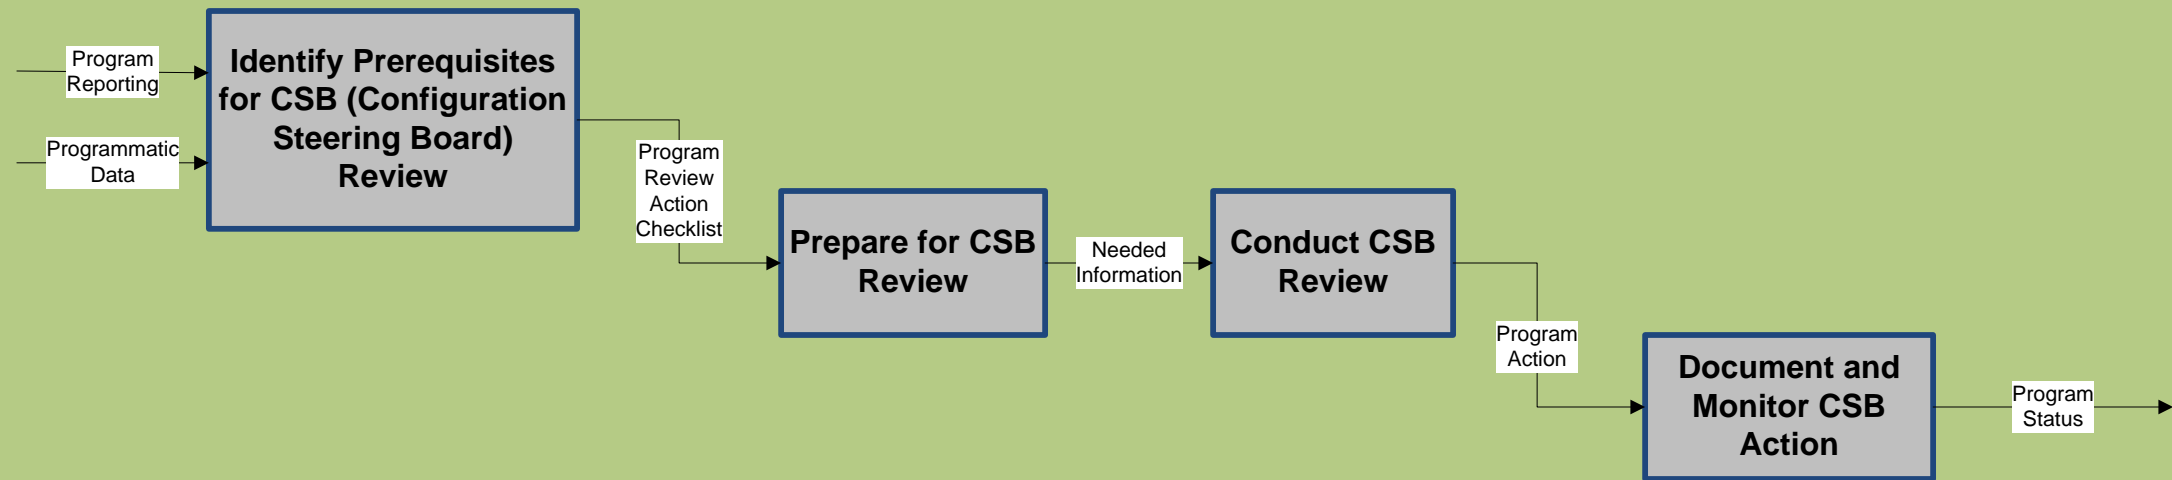 Program
Reporting
Programmatic
Data
Identify Prerequisites
for CSB (Configuration
Steering Board)
Review
Program
Review
Action
Checklist
Prepare for CSB
Review
Needed
Information
Conduct CSB
Review
Program
Action
Document and
Monitor CSB
Action
Program
Status